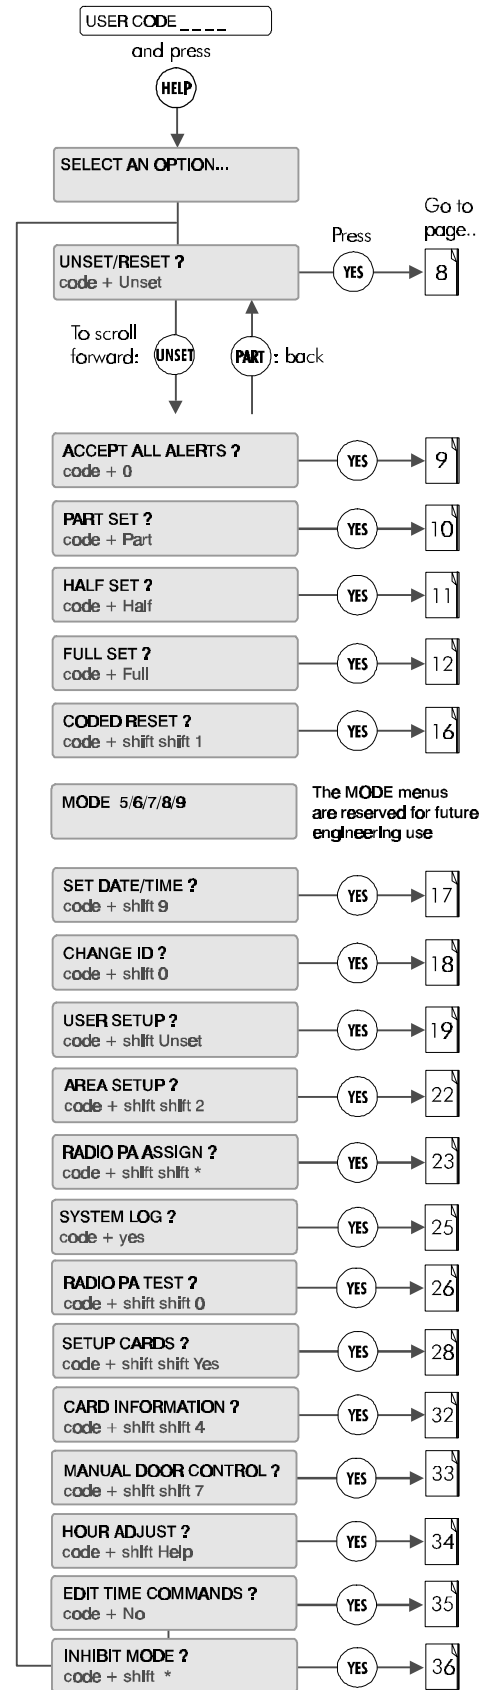 USER CODE _ _ _ _
and press
HELP
SELECT AN OPTION...
Go to
page..
Press
UNSET/RESET ?
code + Unset
YES
8
To scroll
forward:
UNSET
PART
: back
ACCEPT ALL ALERTS ?
code + 0
YES
9
PART SET ?
code + Part
YES
10
HALF SET ?
code + Half
YES
11
FULL SET ?
code + Full
YES
12
CODED RESET ?
code + shift shift 1
YES
16
MODE 5/6/7/8/9
The MODE menus
are reserved for future
engineering use
SET DATE/TIME ?
code + shift 9
YES
17
CHANGE ID ?
code + shift 0
YES
18
USER SETUP ?
code + shift Unset
YES
19
AREA SETUP ?
code + shift shift 2
YES
22
RADIO PA ASSIGN ?
code + shift shift *
YES
23
SYSTEM LOG ?
code + yes
YES
25
RADIO PA TEST ?
code + shift shift 0
YES
26
SETUP CARDS ?
code + shift shift Yes
YES
28
CARD INFORMATION ?
code + shift shift 4
YES
32
MANUAL DOOR CONTROL ?
code + shift shift 7
YES
33
HOUR ADJUST ?
code + shift Help
YES
34
EDIT TIME COMMANDS ?
code + No
YES
35
INHIBIT MODE ?
code + shift *
YES
36